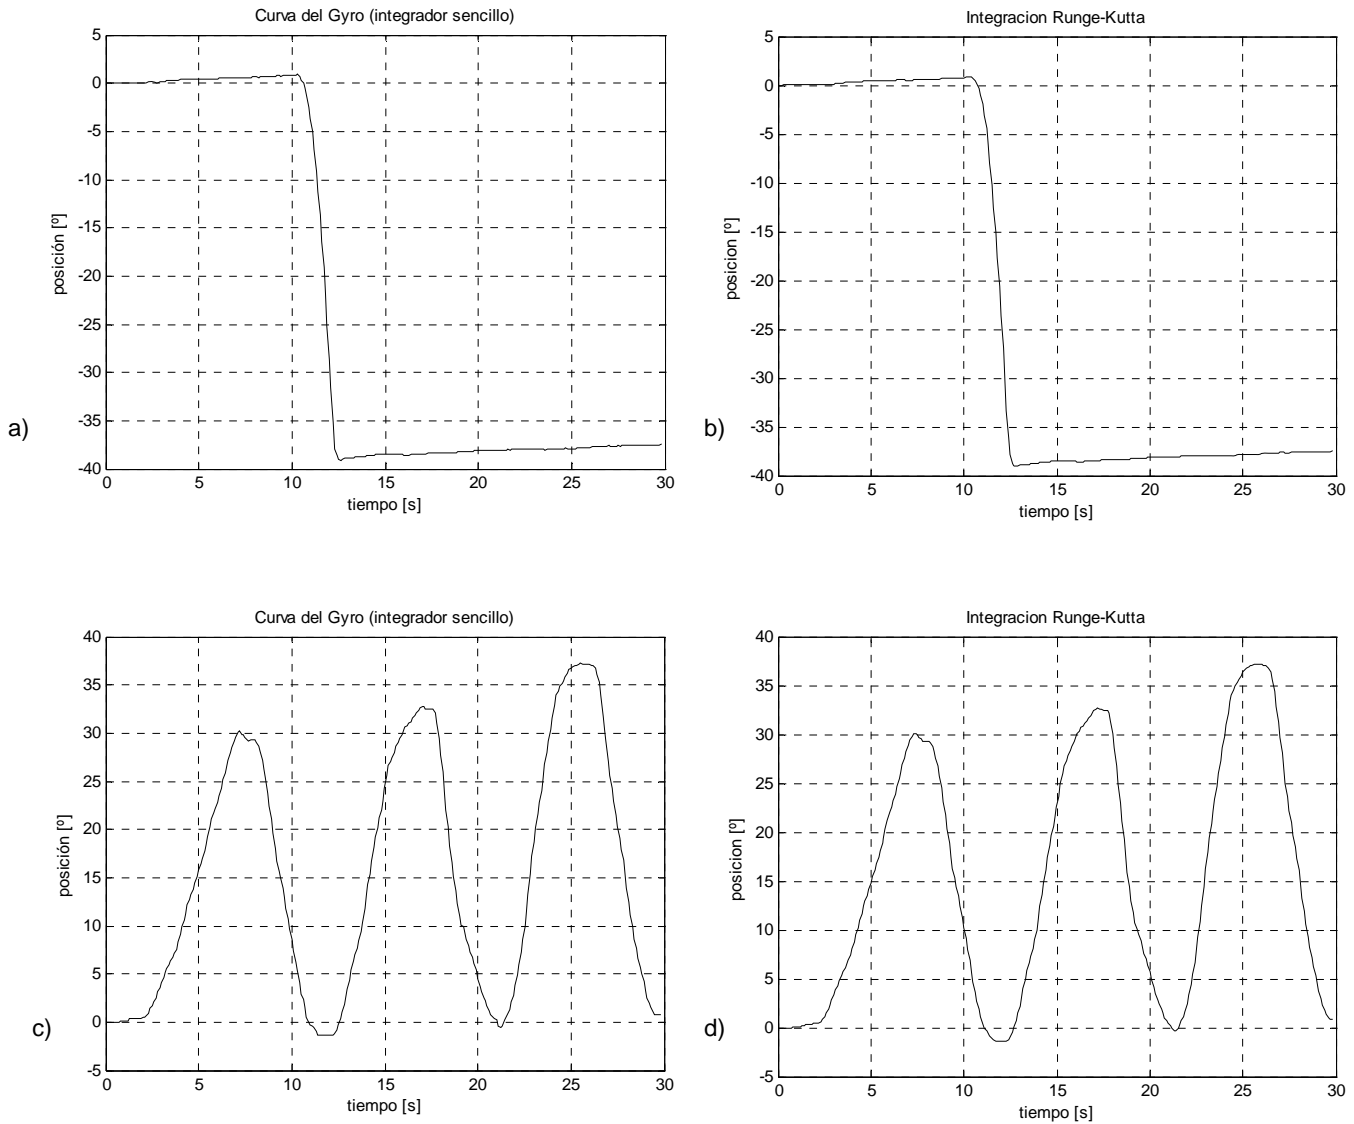 Curva del Gyro (integrador sencillo)
5
0
-5
-10
-15
-20
-25
-30
-35
-40
posición [º]
0 5 10 15 20 25 30
tiempo [s]
a)
Integracion Runge-Kutta
5
0
-5
-10
-15
-20
-25
-30
-35
-40
posicion [º]
0 5 10 15 20 25 30
tiempo [s]
b)
Curva del Gyro (integrador sencillo)
40
35
30
25
20
15
10
5
0
-5
posición [º]
0 5 10 15 20 25 30
tiempo [s]
c)
Integracion Runge-Kutta
40
35
30
25
20
15
10
5
0
-5
posicion [º]
0 5 10 15 20 25 30
tiempo [s]
d)